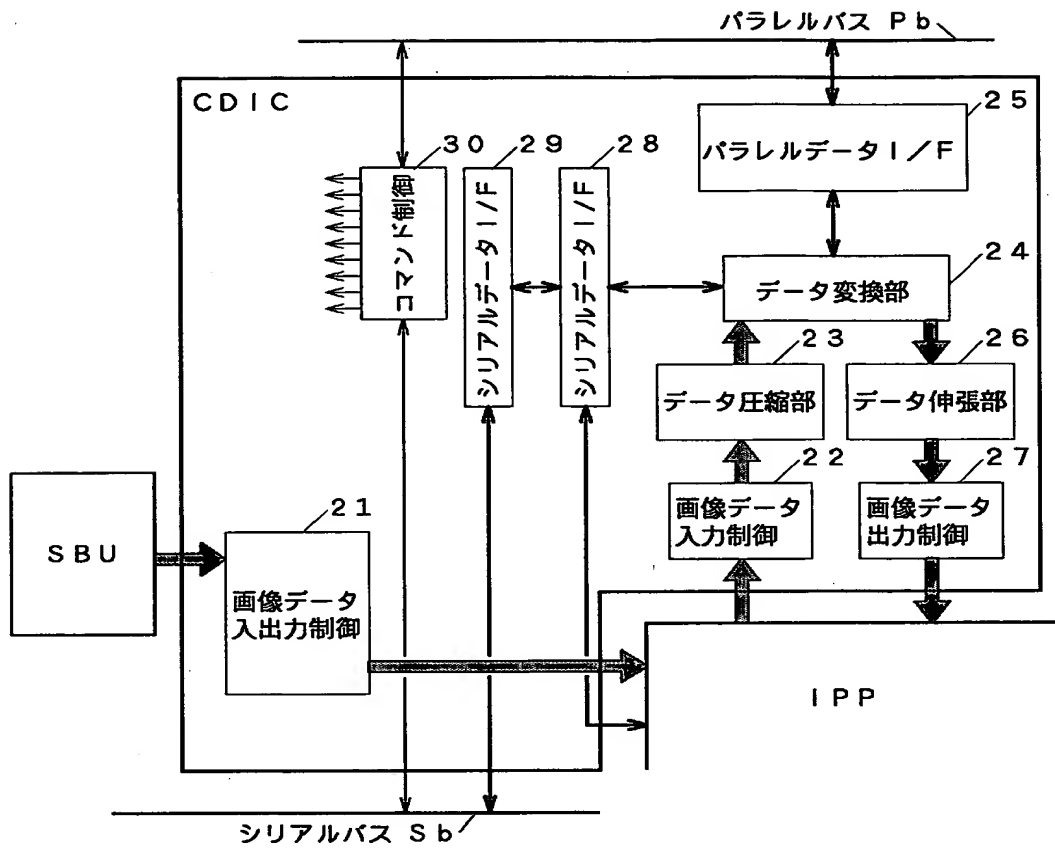 パラレルバス Pb
CDIC
25
パラレルデータI/F
30
コマンド制御
29
シリアルデータI/F
28
シリアルデータI/F
24
データ変換部
23
データ圧縮部
26
データ伸張部
22
画像データ
入力制御
27
画像データ
出力制御
SBU
21
画像データ
入出力制御
IPP
シリアルバス Sb